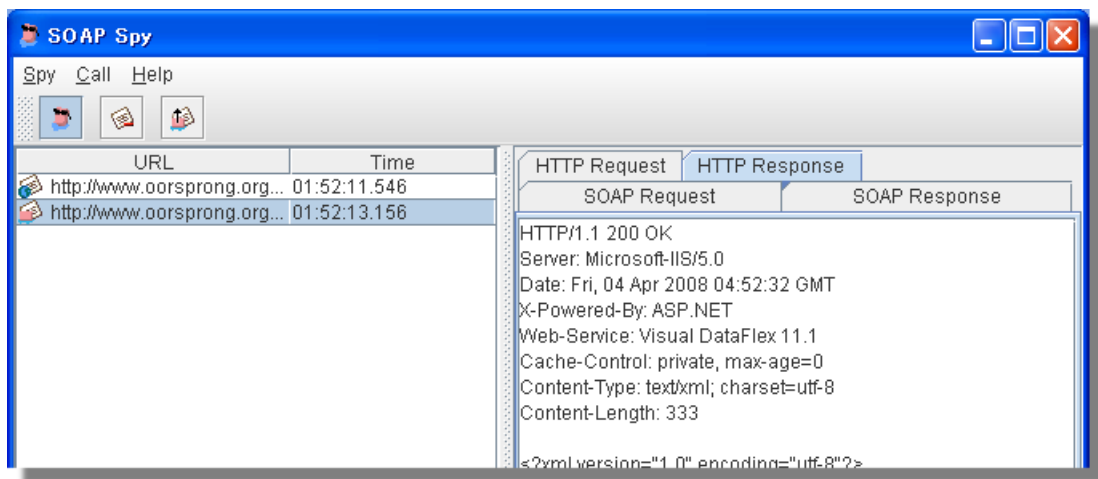 SOAP Spy
Spy Call Help
URL Time
http://www.oorsprong.org... 01:52:11.546
http://www.oorsprong.org... 01:52:13.156
HTTP Request HTTP Response
SOAP Request SOAP Response
HTTP/1.1 200 OK
Server: Microsoft-IIS/5.0
Date: Fri, 04 Apr 2008 04:52:32 GMT
X-Powered-By: ASP.NET
Web-Service: Visual DataFlex 11.1
Cache-Control: private, max-age=0
Content-Type: text/xml; charset=utf-8
Content-Length: 333
<?xml version="1.0" encoding="utf-8"?>